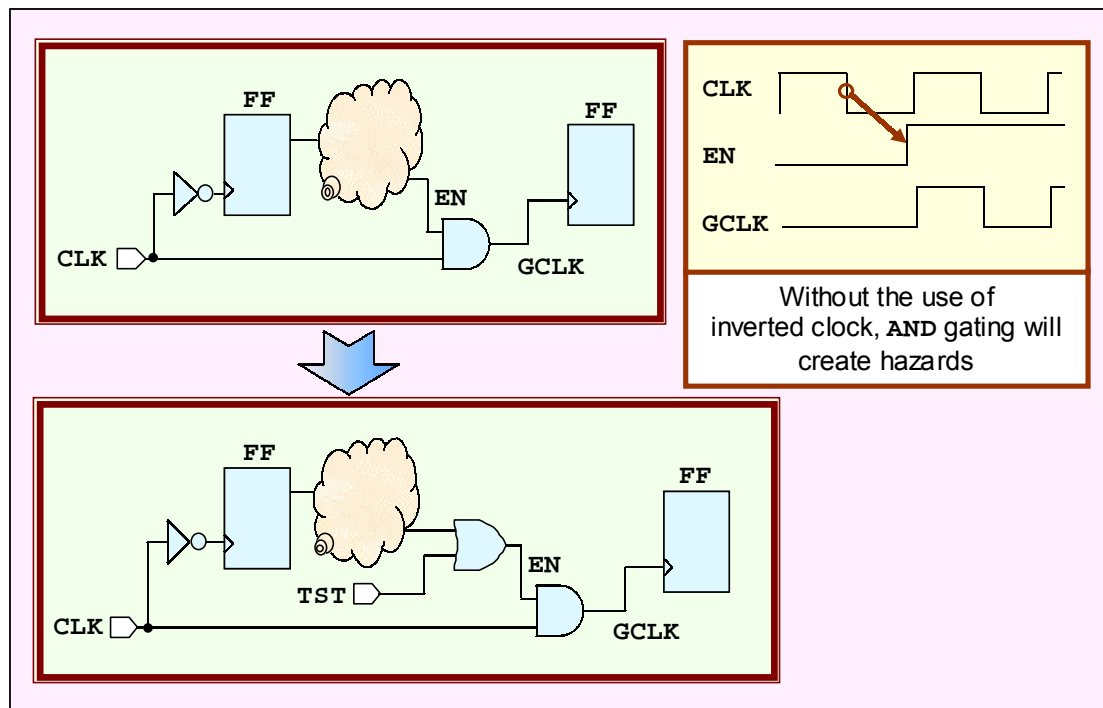 FF
FF
EN
CLK
GCLK
CLK
EN
GCLK
Without the use of
inverted clock, AND gating will
create hazards
FF
FF
EN
TST
CLK
GCLK